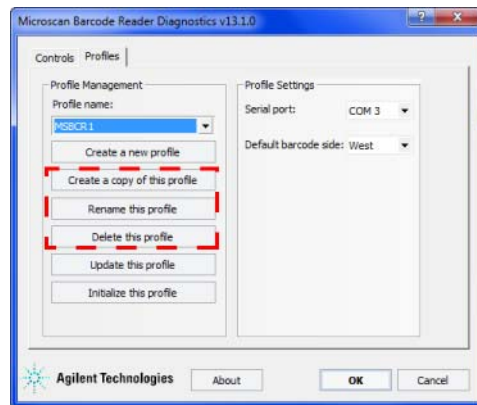 Microscan Barcode Reader Diagnostics v13.1.0
Controls Profiles
Profile Management
Profile name:
MSBCR1
Create a new profile
Create a copy of this profile
Rename this profile
Delete this profile
Update this profile
Initialize this profile
Profile Settings
Serial port: COM 3
Default barcode side: West
Agilent Technologies
About
OK
Cancel